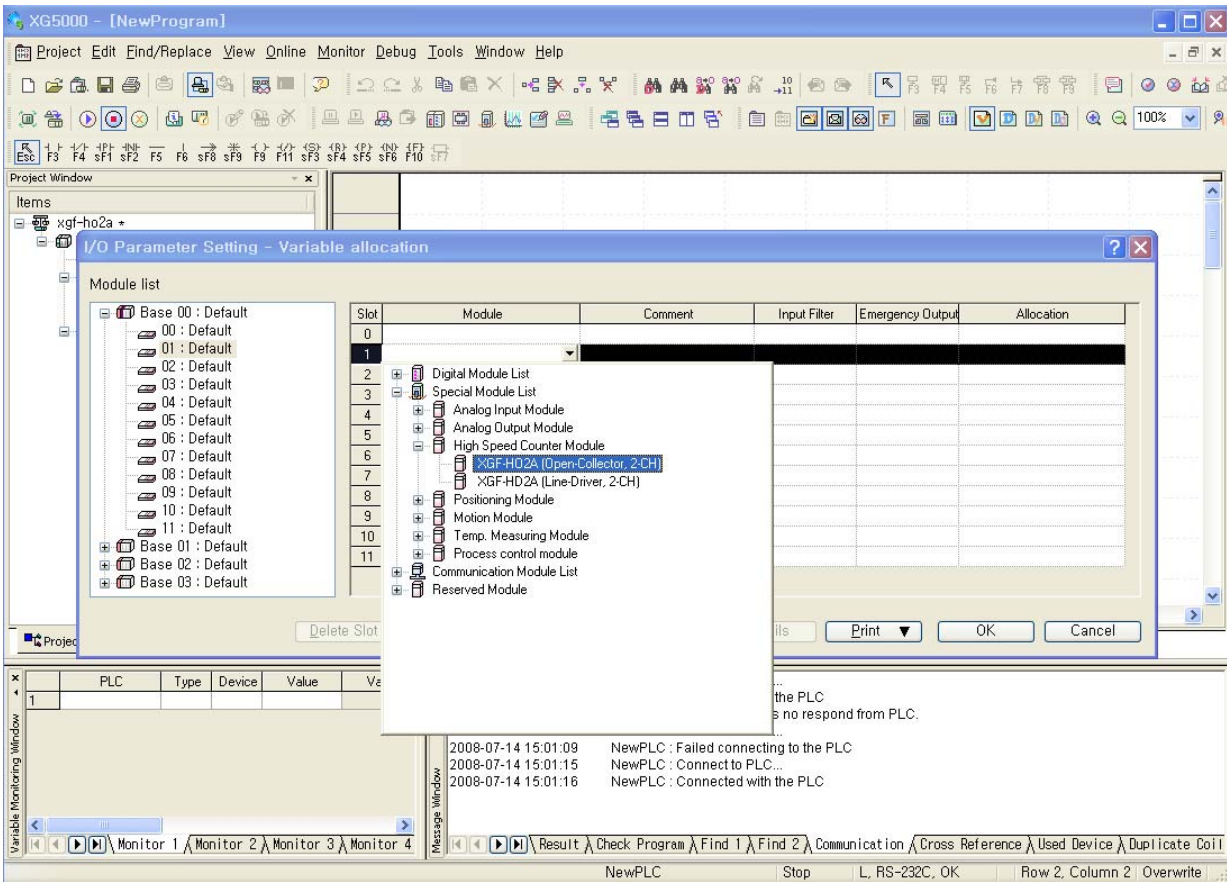 XG5000 - [NewProgram]
Project Edit Find/Replace View Online Monitor Debug Tools Window Help
100%
Esc F3 F4 sF1 sF2 F5 F6 sF8 sF9 F9 F11 sF3 sF4 sF5 sF6 F10 sF7
Project Window
Items
xgf-ho2a *
I/O Parameter Setting - Variable allocation
Module list
Base 00 : Default
00 : Default
01 : Default
02 : Default
03 : Default
04 : Default
05 : Default
06 : Default
07 : Default
08 : Default
09 : Default
10 : Default
11 : Default
Base 01 : Default
Base 02 : Default
Base 03 : Default
Slot Module Comment Input Filter Emergency Output Allocation
0
1
2
3
4
5
6
7
8
9
10
11
Digital Module List
Special Module List
Analog Input Module
Analog Output Module
High Speed Counter Module
XGF-HO2A (Open-Collector, 2-CH)
XGF-HD2A (Line-Driver, 2-CH)
Positioning Module
Motion Module
Temp. Measuring Module
Process control module
Communication Module List
Reserved Module
Delete Slot
ils
Print
OK
Cancel
Projec
PLC Type Device Value Va
1
Variable Monitoring Window
Monitor 1 Monitor 2 Monitor 3 Monitor 4
Message Window
...
the PLC
s no respond from PLC.
...
2008-07-14 15:01:09 NewPLC : Failed connecting to the PLC
2008-07-14 15:01:15 NewPLC : Connect to PLC...
2008-07-14 15:01:16 NewPLC : Connected with the PLC
Result Check Program Find 1 Find 2 Communication Cross Reference Used Device Duplicate Coil
NewPLC Stop L, RS-232C, OK Row 2, Column 2 Overwrite